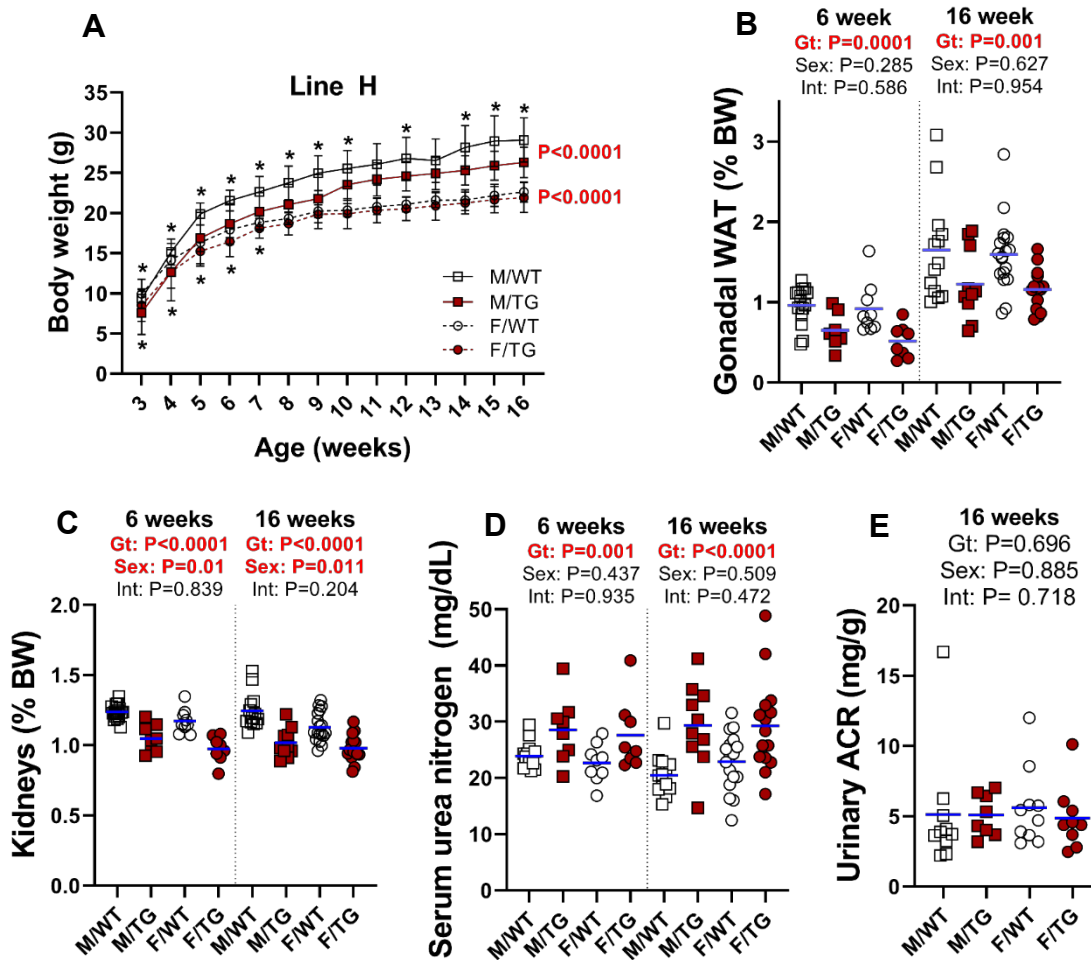 A
Line H
Body weight (g)
35
30
25
20
15
10
5
0
* * * * * * * * * * * *
* * * * *
P<0.0001
P<0.0001
M/WT
M/TG
F/WT
F/TG
3 4 5 6 7 8 9 10 11 12 13 14 15 16
Age (weeks)
B
6 week 16 week
Gt: P=0.0001 Gt: P=0.001
Sex: P=0.285 Sex: P=0.627
Int: P=0.586 Int: P=0.954
Gonadal WAT (% BW)
3
2
1
0
M/WT M/TG F/WT F/TG M/WT M/TG F/WT F/TG
C
6 weeks 16 weeks
Gt: P<0.0001 Gt: P<0.0001
Sex: P=0.01 Sex: P=0.011
Int: P=0.839 Int: P=0.204
Kidneys (% BW)
2.0
1.5
1.0
0.5
0.0
M/WT M/TG F/WT F/TG M/WT M/TG F/WT F/TG
D
6 weeks 16 weeks
Gt: P=0.001 Gt: P<0.0001
Sex: P=0.437 Sex: P=0.509
Int: P=0.935 Int: P=0.472
Serum urea nitrogen (mg/dL)
50
40
30
20
10
0
M/WT M/TG F/WT F/TG M/WT M/TG F/WT F/TG
E
16 weeks
Gt: P=0.696
Sex: P=0.885
Int: P= 0.718
Urinary ACR (mg/g)
20
15
10
5
0
M/WT M/TG F/WT F/TG